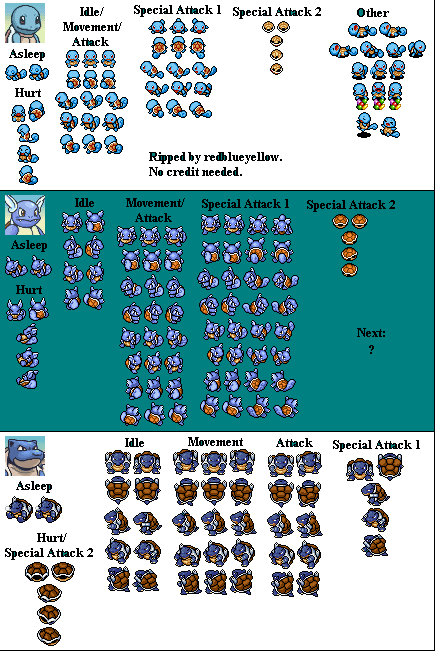 Idle/
Movement/
Attack
Special Attack 1
Special Attack 2
Other
Asleep
Hurt
Ripped by redblueyellow.
No credit needed.
Idle
Movement/
Attack
Special Attack 1
Special Attack 2
Asleep
Hurt
Next:
?
Idle
Movement
Attack
Special Attack 1
Asleep
Hurt/
Special Attack 2